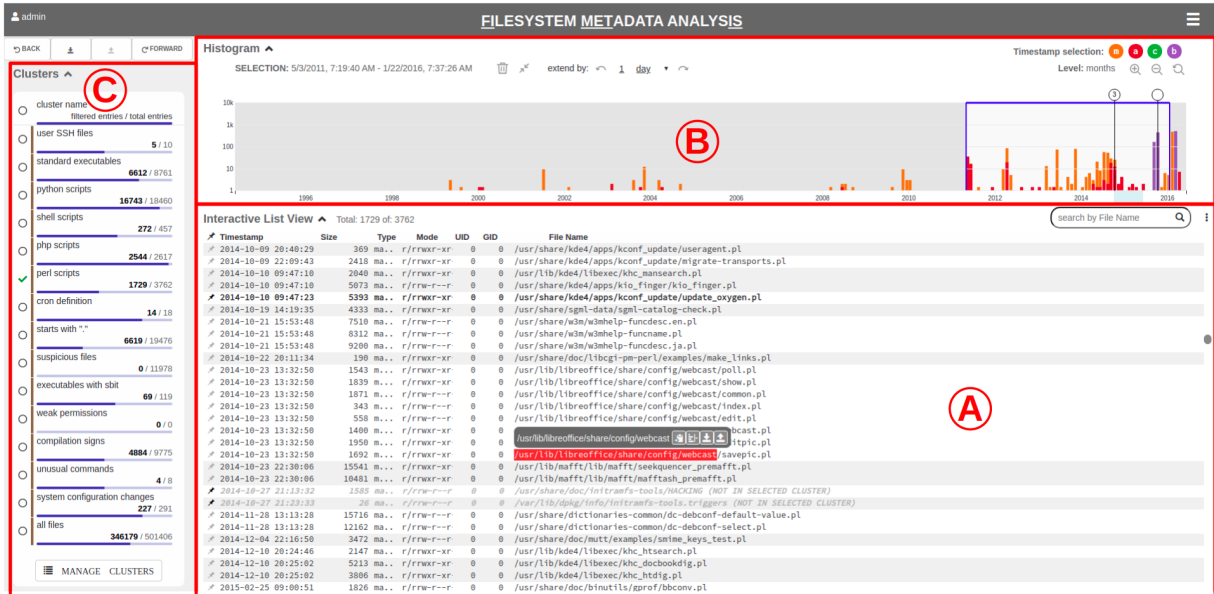 admin
FILESYSTEM METADATA ANALYSIS
BACK
FORWARD
Clusters
C
cluster name
filtered entries / total entries
user SSH files
5 / 10
standard executables
6612 / 8761
python scripts
16743 / 18460
shell scripts
272 / 457
php scripts
2544 / 2617
perl scripts
1729 / 3762
cron definition
14 / 18
starts with "."
6619 / 19476
suspicious files
0 / 11978
executables with sbit
69 / 119
weak permissions
0 / 0
compilation signs
4884 / 9775
unusual commands
4 / 8
system configuration changes
227 / 291
all files
346179 / 501406
MANAGE CLUSTERS
Histogram
Timestamp selection: m a c b
SELECTION: 5/3/2011, 7:19:40 AM - 1/22/2016, 7:37:26 AM
extend by: 1 day
Level: months
3
10k
1k
100
10
1
B
1996 1998 2000 2002 2004 2006 2008 2010 2012 2014 2016
Interactive List View Total: 1729 of: 3762
search by File Name
Timestamp Size Type Mode UID GID File Name
2014-10-09 20:40:29 369 ma.. r/rrwxr-xr 0 0 /usr/share/kde4/apps/kconf_update/useragent.pl
2014-10-09 22:09:43 2418 ma.. r/rrwxr-xr 0 0 /usr/share/kde4/apps/kconf_update/migrate-transports.pl
2014-10-10 09:47:10 2040 ma.. r/rrwxr-xr 0 0 /usr/lib/kde4/libexec/khc_mansearch.pl
2014-10-10 09:47:10 5073 ma.. r/rrw-r--r 0 0 /usr/share/kde4/apps/kio_finger/kio_finger.pl
2014-10-10 09:47:23 5393 ma.. r/rrwxr-xr 0 0 /usr/share/kde4/apps/kconf_update/update_oxygen.pl
2014-10-19 14:19:35 4333 ma.. r/rrwxr-xr 0 0 /usr/share/sgml-data/sgml-catalog-check.pl
2014-10-21 15:53:48 7510 ma.. r/rrw-r--r 0 0 /usr/share/w3m/w3mhelp-funcdesc.en.pl
2014-10-21 15:53:48 8312 ma.. r/rrw-r--r 0 0 /usr/share/w3m/w3mhelp-funcname.pl
2014-10-21 15:53:48 9200 ma.. r/rrw-r--r 0 0 /usr/share/w3m/w3mhelp-funcdesc.ja.pl
2014-10-22 20:11:34 190 ma.. r/rrwxr-xr 0 0 /usr/share/doc/libcgi-pm-perl/examples/make_links.pl
2014-10-23 13:32:50 1543 m... r/rrwxr-xr 0 0 /usr/lib/libreoffice/share/config/webcast/poll.pl
2014-10-23 13:32:50 1839 m... r/rrwxr-xr 0 0 /usr/lib/libreoffice/share/config/webcast/show.pl
2014-10-23 13:32:50 1871 m... r/rrwxr-xr 0 0 /usr/lib/libreoffice/share/config/webcast/common.pl
2014-10-23 13:32:50 343 m... r/rrwxr-xr 0 0 /usr/lib/libreoffice/share/config/webcast/index.pl
2014-10-23 13:32:50 558 m... r/rrwxr-xr 0 0 /usr/lib/libreoffice/share/config/webcast/edit.pl
2014-10-23 13:32:50 1400 m... r/rrwxr-xr 0 0 bcast.pl
/usr/lib/libreoffice/share/config/webcast
2014-10-23 13:32:50 1950 m... r/rrwxr-xr 0 0 itpic.pl
2014-10-23 13:32:50 1692 m... r/rrwxr-xr 0 0 /usr/lib/libreoffice/share/config/webcast/savepic.pl
2014-10-23 22:30:06 15541 m... r/rrwxr-xr 0 0 /usr/lib/mafft/lib/mafft/seekquencer_premafft.pl
2014-10-23 22:30:06 10481 m... r/rrwxr-xr 0 0 /usr/lib/mafft/lib/mafft/mafftash_premafft.pl
2014-10-27 21:13:32 1585 ma.. r/rrw-r--r 0 0 /usr/share/doc/initramfs-tools/HACKING (NOT IN SELECTED CLUSTER)
2014-10-27 21:23:33 26 ma.. r/rrw-r--r 0 0 /var/lib/dpkg/info/initramfs-tools.triggers (NOT IN SELECTED CLUSTER)
2014-11-28 13:13:28 15716 ma.. r/rrw-r--r 0 0 /usr/share/dictionaries-common/dc-debconf-default-value.pl
2014-11-28 13:13:28 12162 ma.. r/rrw-r--r 0 0 /usr/share/dictionaries-common/dc-debconf-select.pl
2014-12-04 22:16:50 3472 ma.. r/rrw-r--r 0 0 /usr/share/doc/mutt/examples/smime_keys_test.pl
2014-12-10 20:24:46 2147 ma.. r/rrwxr-xr 0 0 /usr/lib/kde4/libexec/khc_htsearch.pl
2014-12-10 20:25:02 5213 ma.. r/rrwxr-xr 0 0 /usr/lib/kde4/libexec/khc_docbookdig.pl
2014-12-10 20:25:02 3806 ma.. r/rrwxr-xr 0 0 /usr/lib/kde4/libexec/khc_htdig.pl
2015-02-25 09:00:51 1826 ma.. r/rrw-r--r 0 0 /usr/share/doc/binutils/gprof/bbconv.pl
A